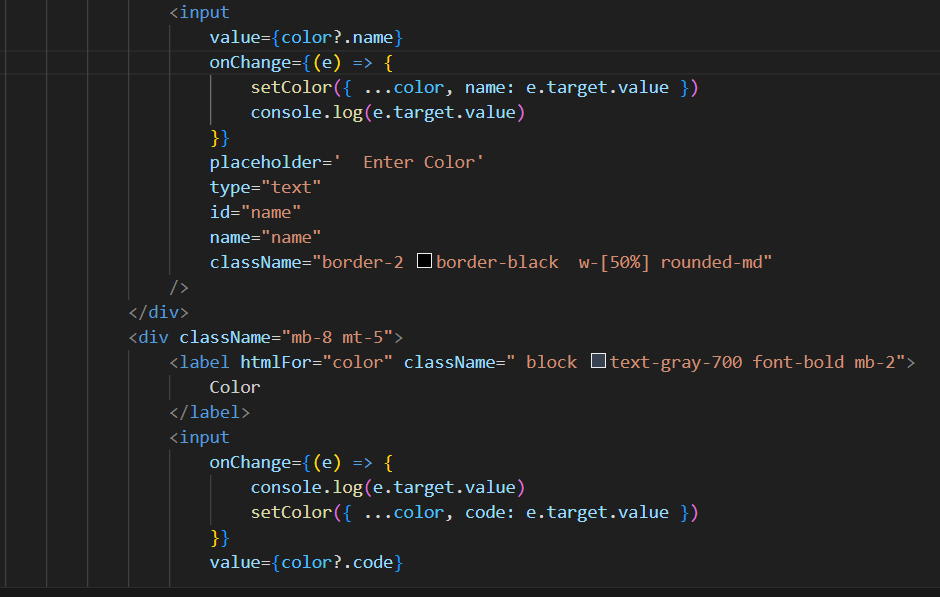 <input
value={color?.name}
onChange={(e) => {
setColor({ ...color, name: e.target.value })
console.log(e.target.value)
}}
placeholder='  Enter Color'
type="text"
id="name"
name="name"
className="border-2 border-black  w-[50%] rounded-md"
/>
</div>
<div className="mb-8 mt-5">
<label htmlFor="color" className=" block text-gray-700 font-bold mb-2">
Color
</label>
<input
onChange={(e) => {
console.log(e.target.value)
setColor({ ...color, code: e.target.value })
}}
value={color?.code}